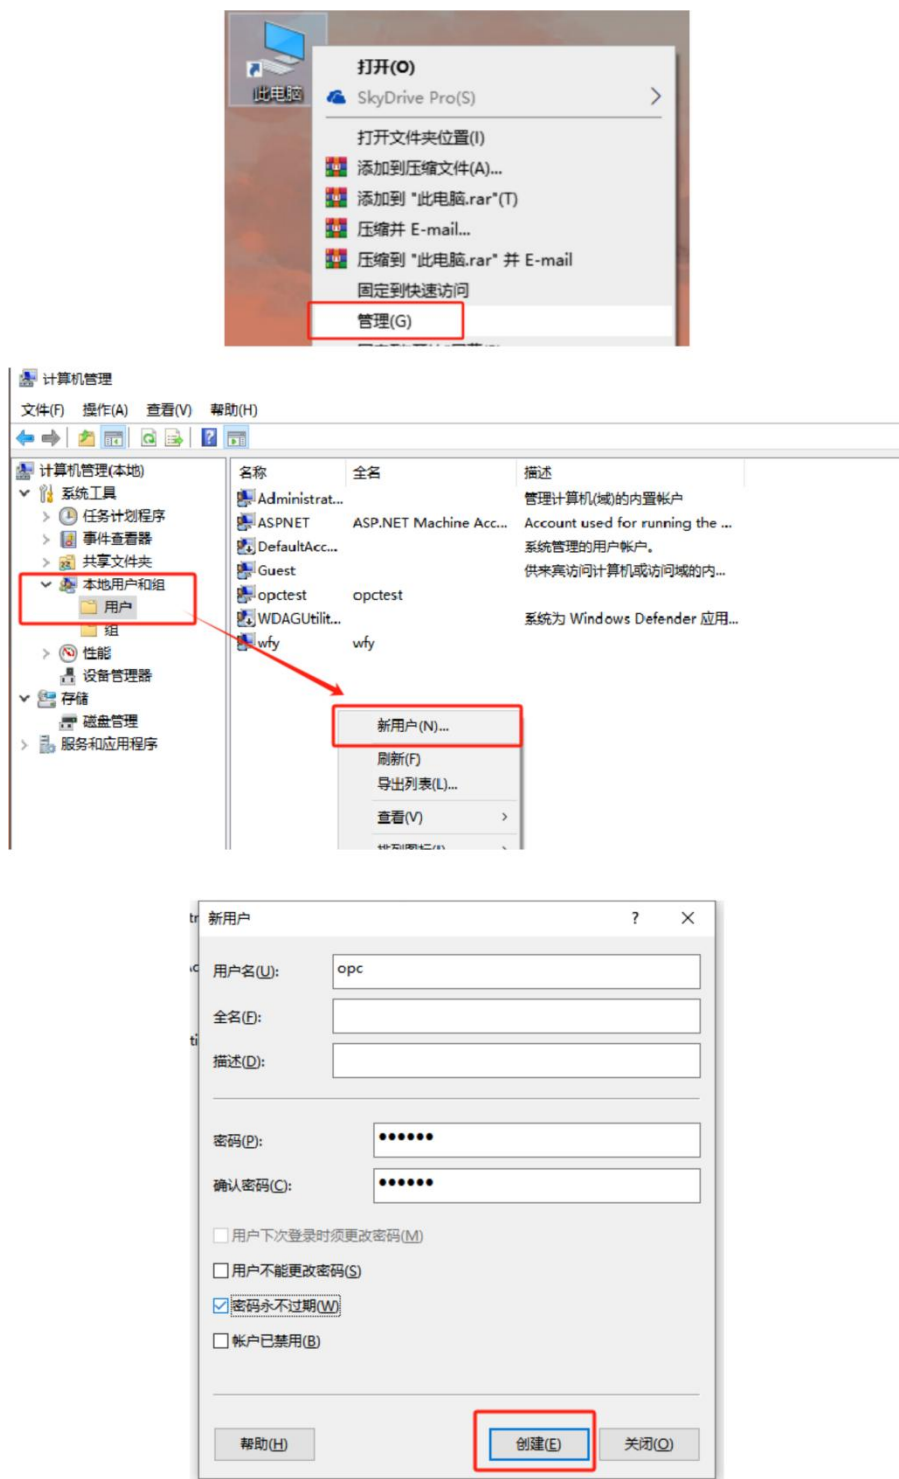 此电脑
打开(O)
SkyDrive Pro(S)
打开文件夹位置(I)
添加到压缩文件(A)...
添加到 "此电脑.rar"(T)
压缩并 E-mail...
压缩到 "此电脑.rar" 并 E-mail
固定到快速访问
管理(G)
计算机管理
文件(F) 操作(A) 查看(V) 帮助(H)
计算机管理(本地)
系统工具
任务计划程序
事件查看器
共享文件夹
本地用户和组
用户
组
性能
设备管理器
存储
磁盘管理
服务和应用程序
名称 全名 描述
Administrat... 管理计算机(域)的内置帐户
ASPNET ASP.NET Machine Acc... Account used for running the ...
DefaultAcc... 系统管理的用户帐户。
Guest 供来宾访问计算机或访问域的内...
opctest opctest
WDAGUtilit... 系统为 Windows Defender 应用...
wfy wfy
新用户(N)...
刷新(F)
导出列表(L)...
查看(V)
新用户 ?
用户名(U): opc
全名(F):
描述(D):
密码(P): ●●●●●●
确认密码(C): ●●●●●●
用户下次登录时须更改密码(M)
用户不能更改密码(S)
密码永不过期(W)
帐户已禁用(B)
帮助(H) 创建(E) 关闭(O)